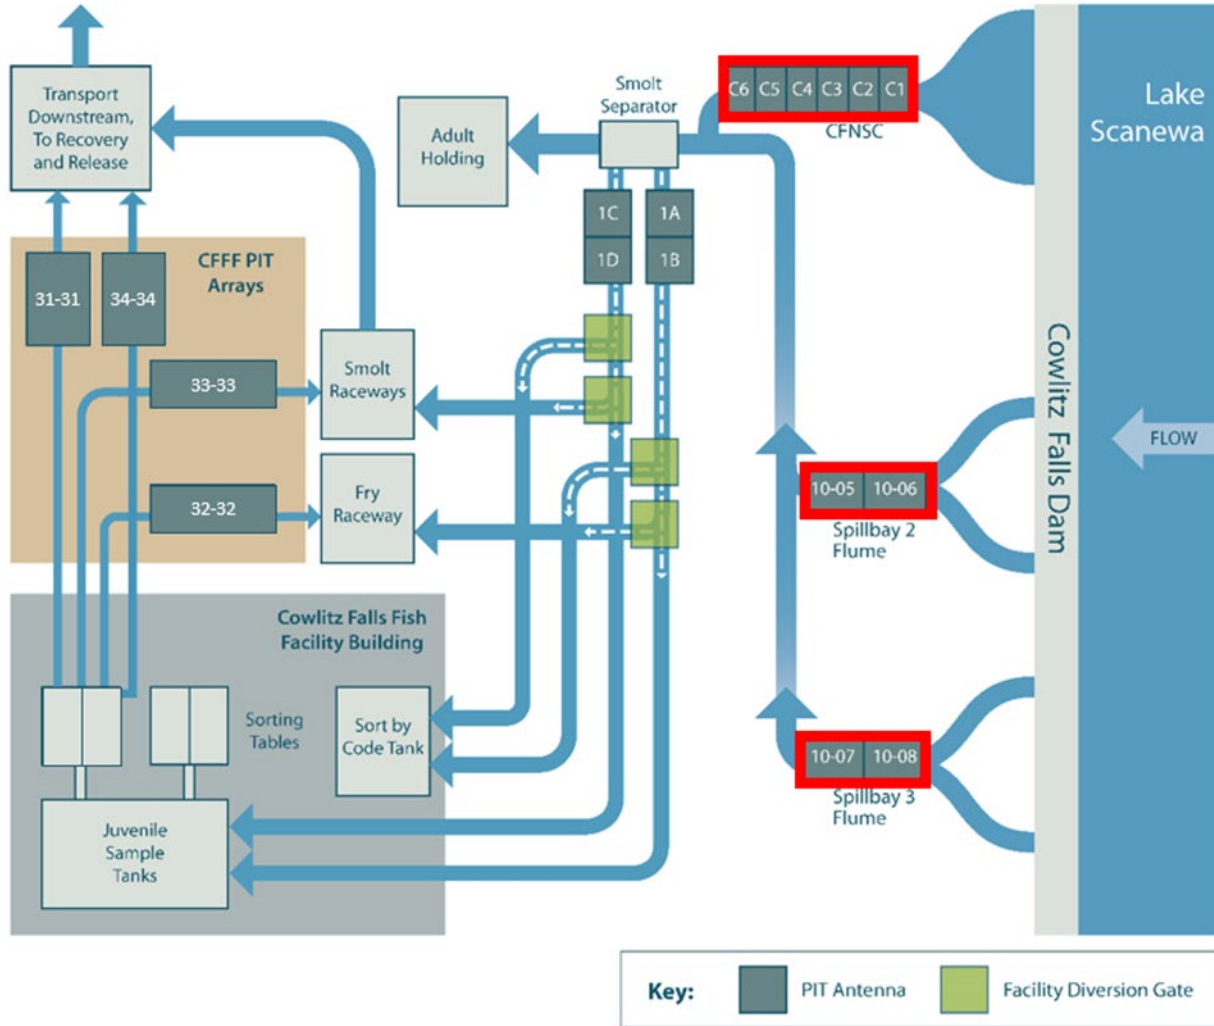 Transport
Downstream,
To Recovery
and Release
Adult
Holding
Smolt
Separator
C6 C5 C4 C3 C2 C1
CFNSC
Lake
Scanewa
1C 1A
1D 1B
CFFF PIT
Arrays
31-31 34-34
33-33
Smolt
Raceways
32-32
Fry
Raceway
Cowlitz Falls Dam
FLOW
10-05 10-06
Spillbay 2
Flume
Cowlitz Falls Fish
Facility Building
Sorting
Tables
Sort by
Code Tank
10-07 10-08
Spillbay 3
Flume
Juvenile
Sample
Tanks
Key: PIT Antenna Facility Diversion Gate